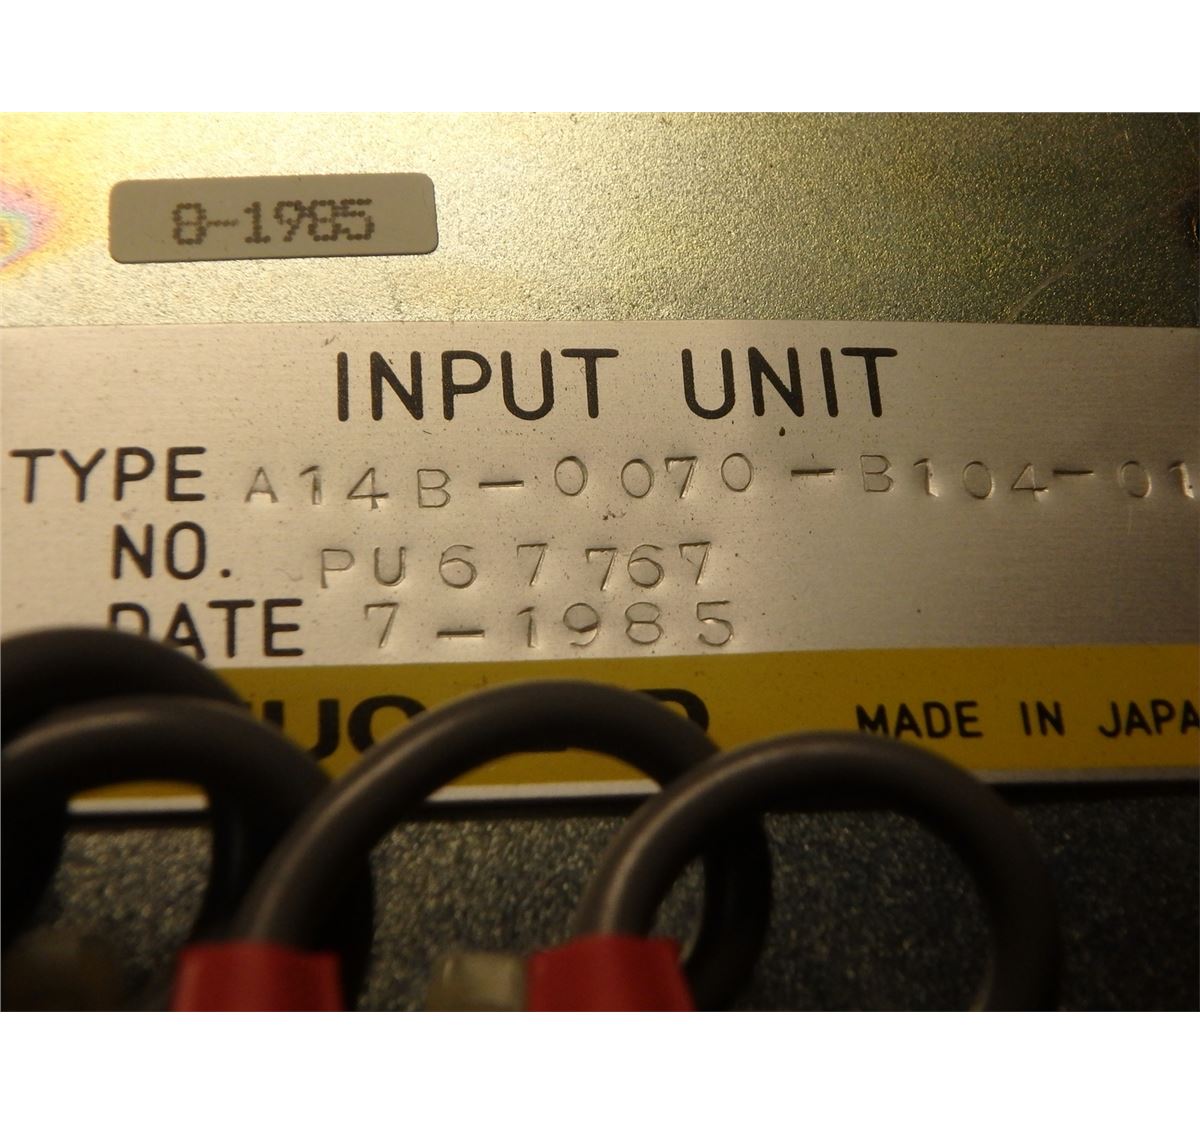 8-1985
INPUT UNIT
TYPE A14B-0070-B104-01
NO. PU67767
DATE 7-1985
MADE IN JAPA